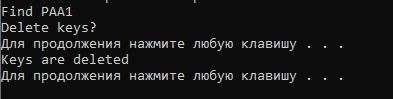 Find PAA1
Delete keys?
Для продолжения нажмите любую клавишу . . .
Keys are deleted
Для продолжения нажмите любую клавишу . . .